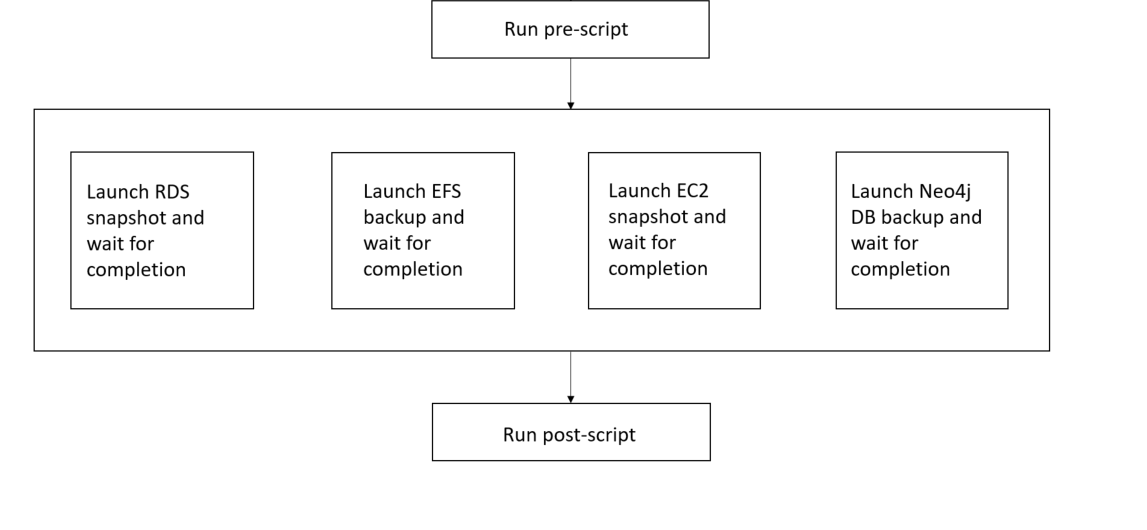 Run pre-script
Launch RDS
snapshot and
wait for
completion
Launch EFS
backup and
wait for
completion
Launch EC2
snapshot and
wait for
completion
Launch Neo4j
DB backup and
wait for
completion
Run post-script